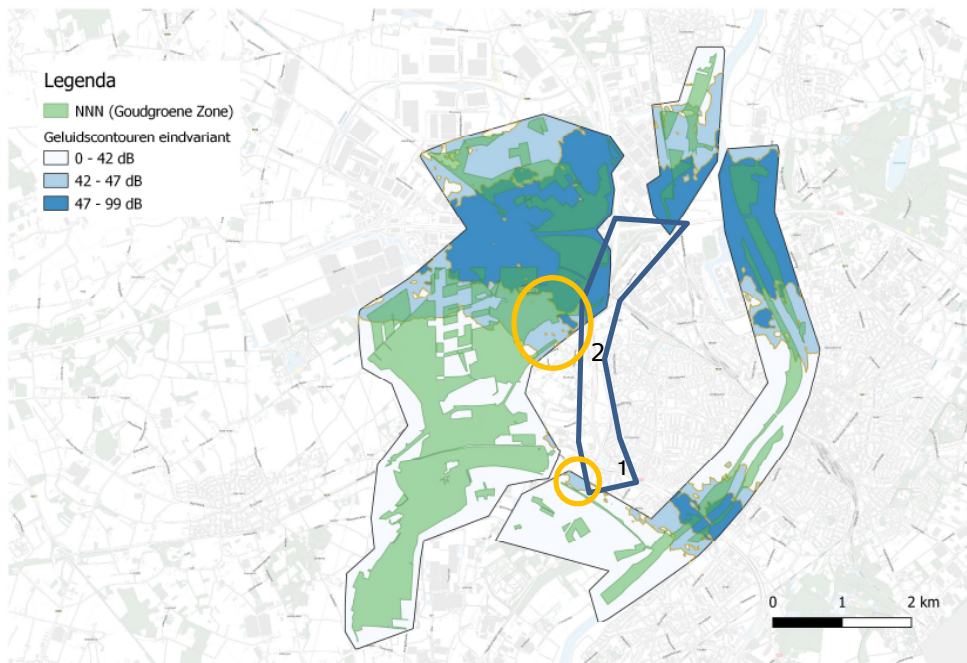 Legenda
NNN (Goudgroene Zone)
Geluidscontouren eindvariant
0 - 42 dB
42 - 47 dB
47 - 99 dB
2
1
0 1 2 km